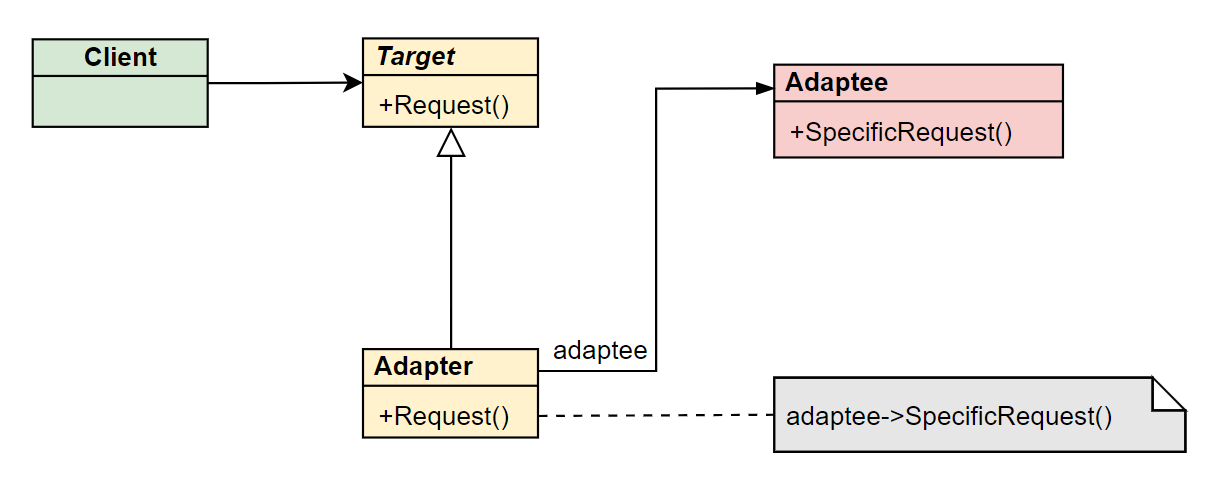 Client
Target
+Request()
Adaptee
+SpecificRequest()
adaptee
Adapter
+Request()
adaptee->SpecificRequest()